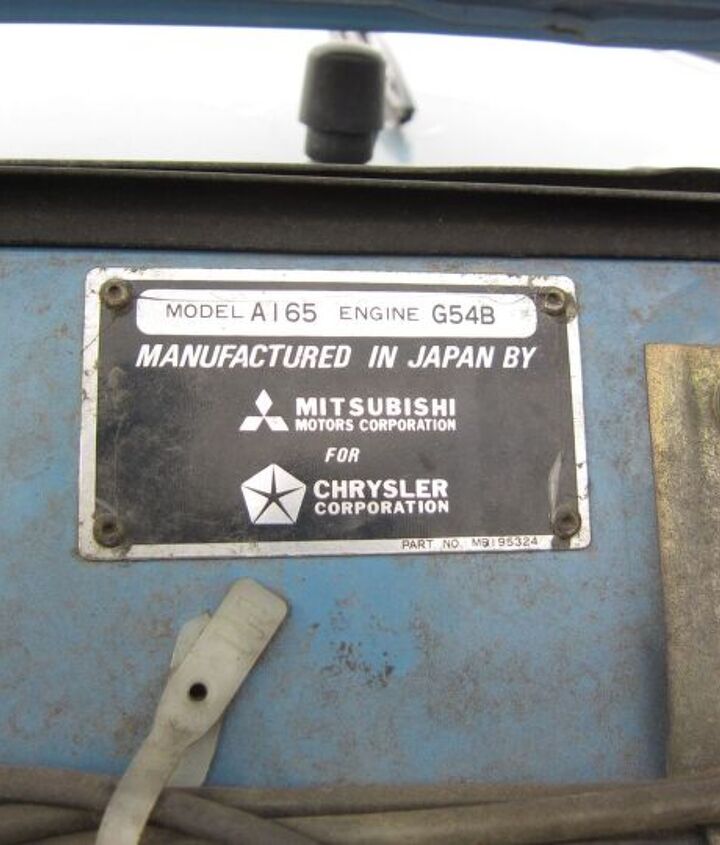 MODEL A165 ENGINE G54B
MANUFACTURED IN JAPAN BY
MITSUBISHI
MOTORS CORPORATION
FOR
CHRYSLER
CORPORATION
PART NO. MB195324